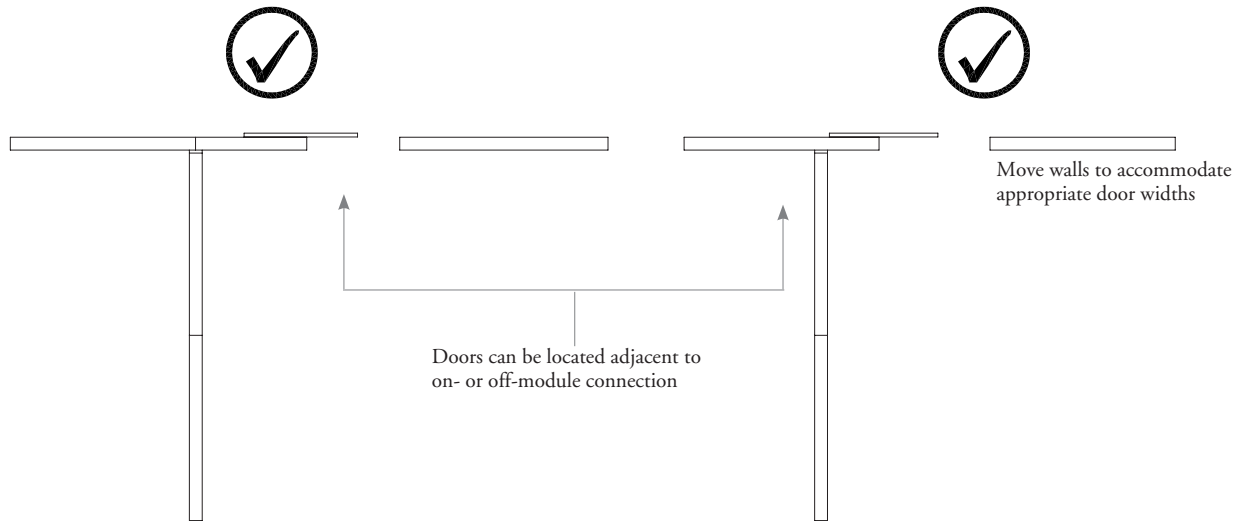 Move walls to accommodate
appropriate door widths
Doors can be located adjacent to
on- or off-module connection